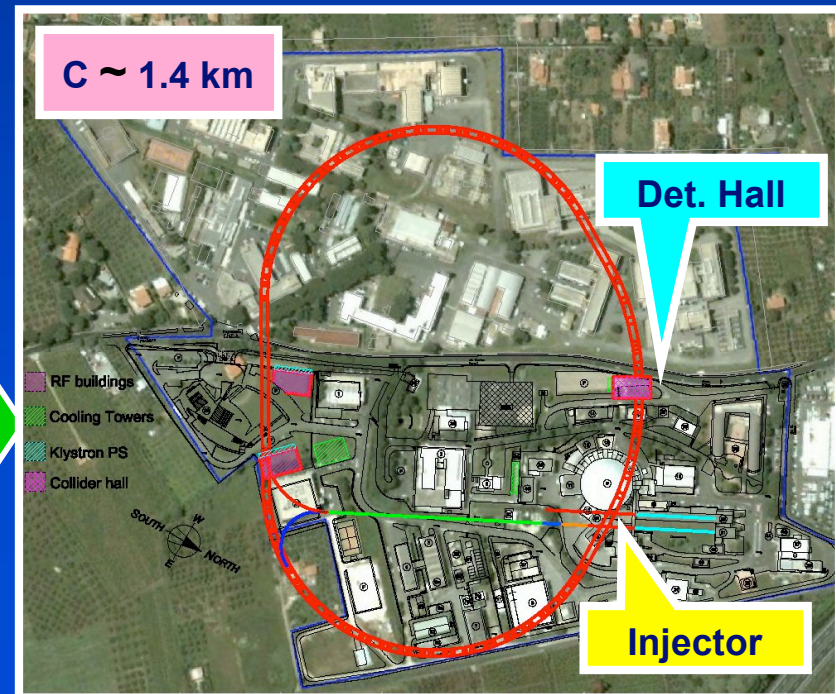 C ~ 1.4 km
Det. Hall
RF buildings
Cooling Towers
Klystron PS
Collider hall
SOUTH
W
E
NORTH
Injector